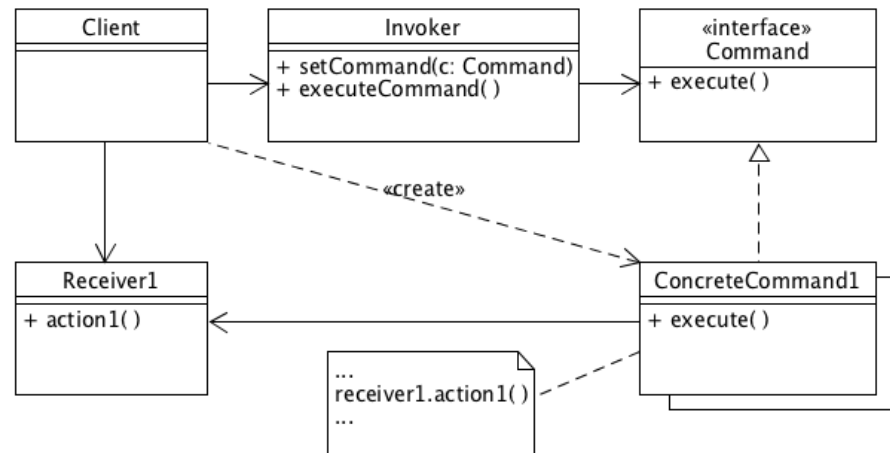 Client
Invoker
+ setCommand(c: Command)
+ executeCommand( )
«interface»
Command
+ execute( )
«create»
Receiver1
+ action1( )
ConcreteCommand1
+ execute( )
...
receiver1.action1( )
...